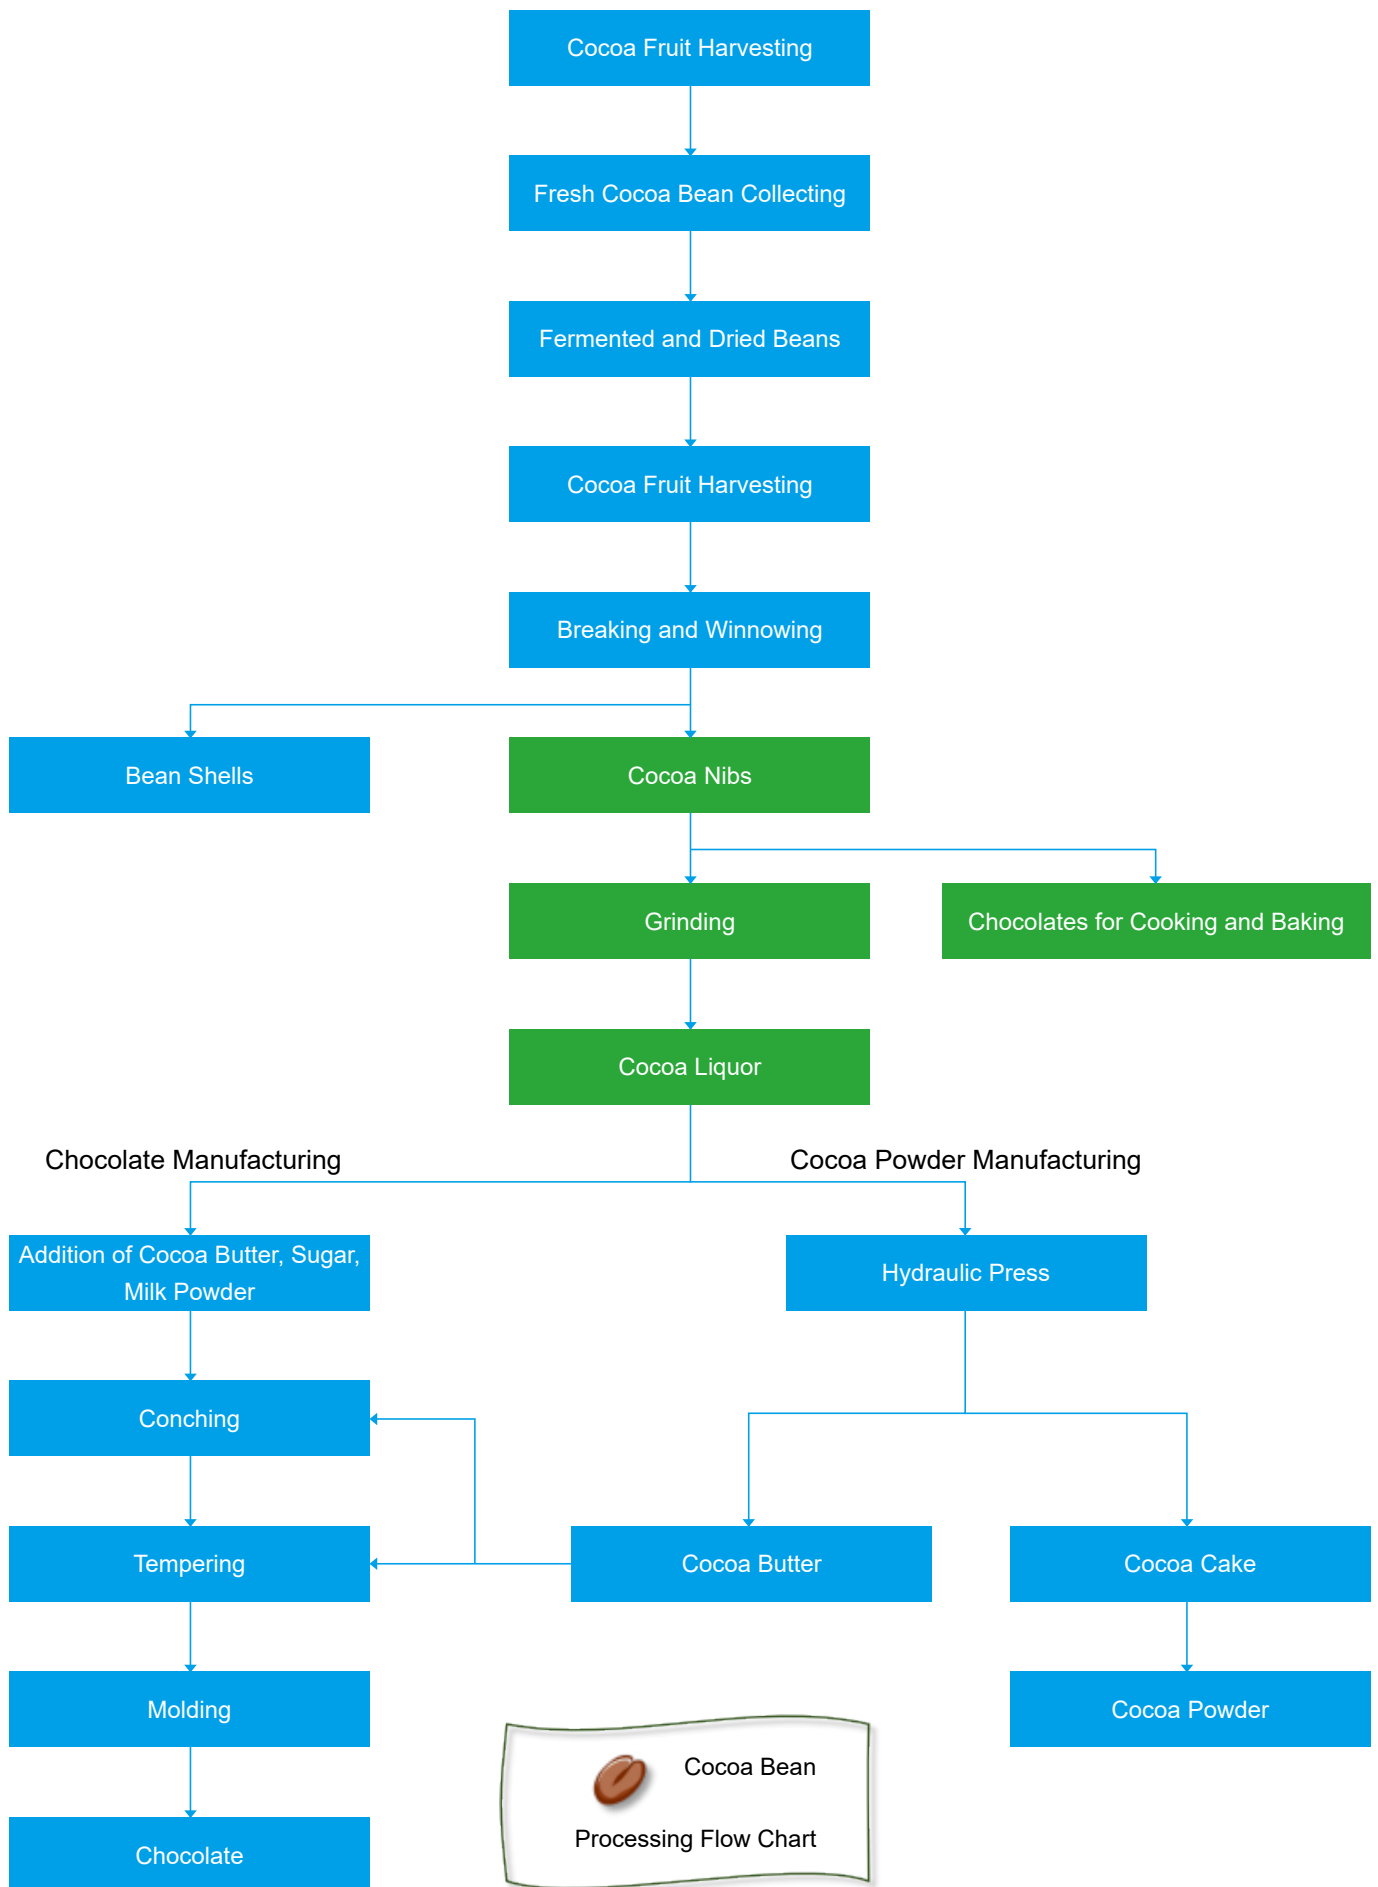 Cocoa Fruit Harvesting
Fresh Cocoa Bean Collecting
Fermented and Dried Beans
Cocoa Fruit Harvesting
Breaking and Winnowing
Bean Shells
Cocoa Nibs
Grinding
Chocolates for Cooking and Baking
Cocoa Liquor
Chocolate Manufacturing
Cocoa Powder Manufacturing
Addition of Cocoa Butter, Sugar,
Milk Powder
Hydraulic Press
Conching
Tempering
Cocoa Butter
Cocoa Cake
Molding
Cocoa Powder
Chocolate
Cocoa Bean
Processing Flow Chart